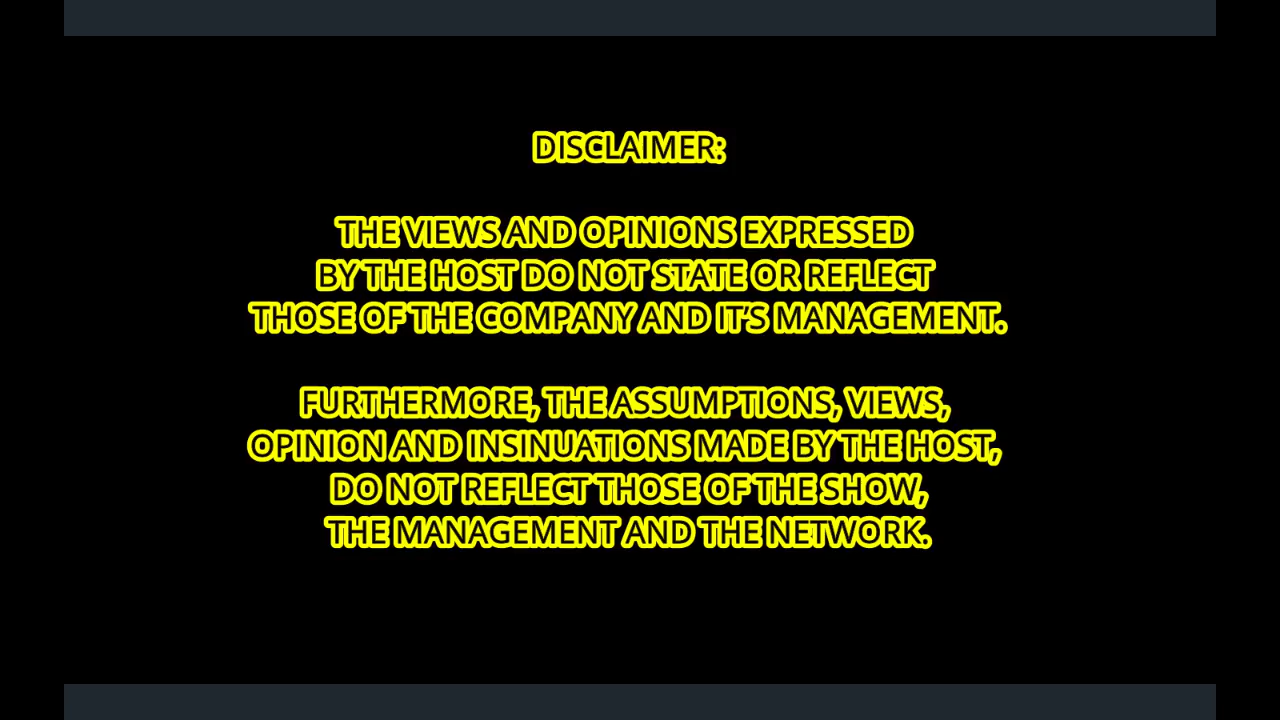 DISCLAIMER:
THE VIEWS AND OPINIONS EXPRESSED
BY THE HOST DO NOT STATE OR REFLECT
THOSE OF THE COMPANY AND IT'S MANAGEMENT.
FURTHERMORE, THE ASSUMPTIONS, VIEWS,
OPINION AND INSINUATIONS MADE BY THE HOST,
DO NOT REFLECT THOSE OF THE SHOW,
THE MANAGEMENT AND THE NETWORK.